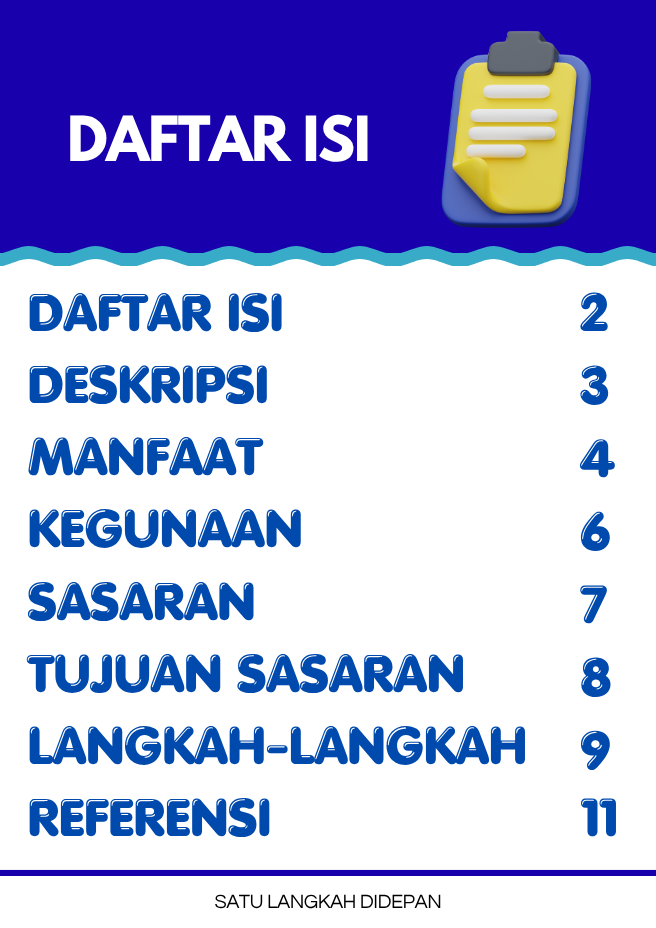 DAFTAR ISI
DAFTAR ISI 2
DESKRIPSI 3
MANFAAT 4
KEGUNAAN 6
SASARAN 7
TUJUAN SASARAN 8
LANGKAH-LANGKAH 9
REFERENSI 11
SATU LANGKAH DIDEPAN